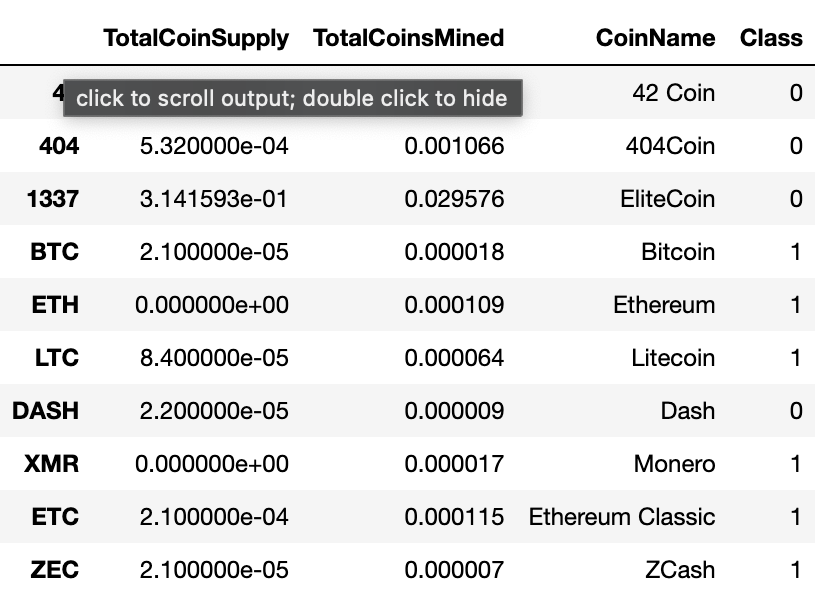 TotalCoinSupply TotalCoinsMined CoinName Class
4 click to scroll output; double click to hide 42 Coin 0
404 5.320000e-04 0.001066 404Coin 0
1337 3.141593e-01 0.029576 EliteCoin 0
BTC 2.100000e-05 0.000018 Bitcoin 1
ETH 0.000000e+00 0.000109 Ethereum 1
LTC 8.400000e-05 0.000064 Litecoin 1
DASH 2.200000e-05 0.000009 Dash 0
XMR 0.000000e+00 0.000017 Monero 1
ETC 2.100000e-04 0.000115 Ethereum Classic 1
ZEC 2.100000e-05 0.000007 ZCash 1